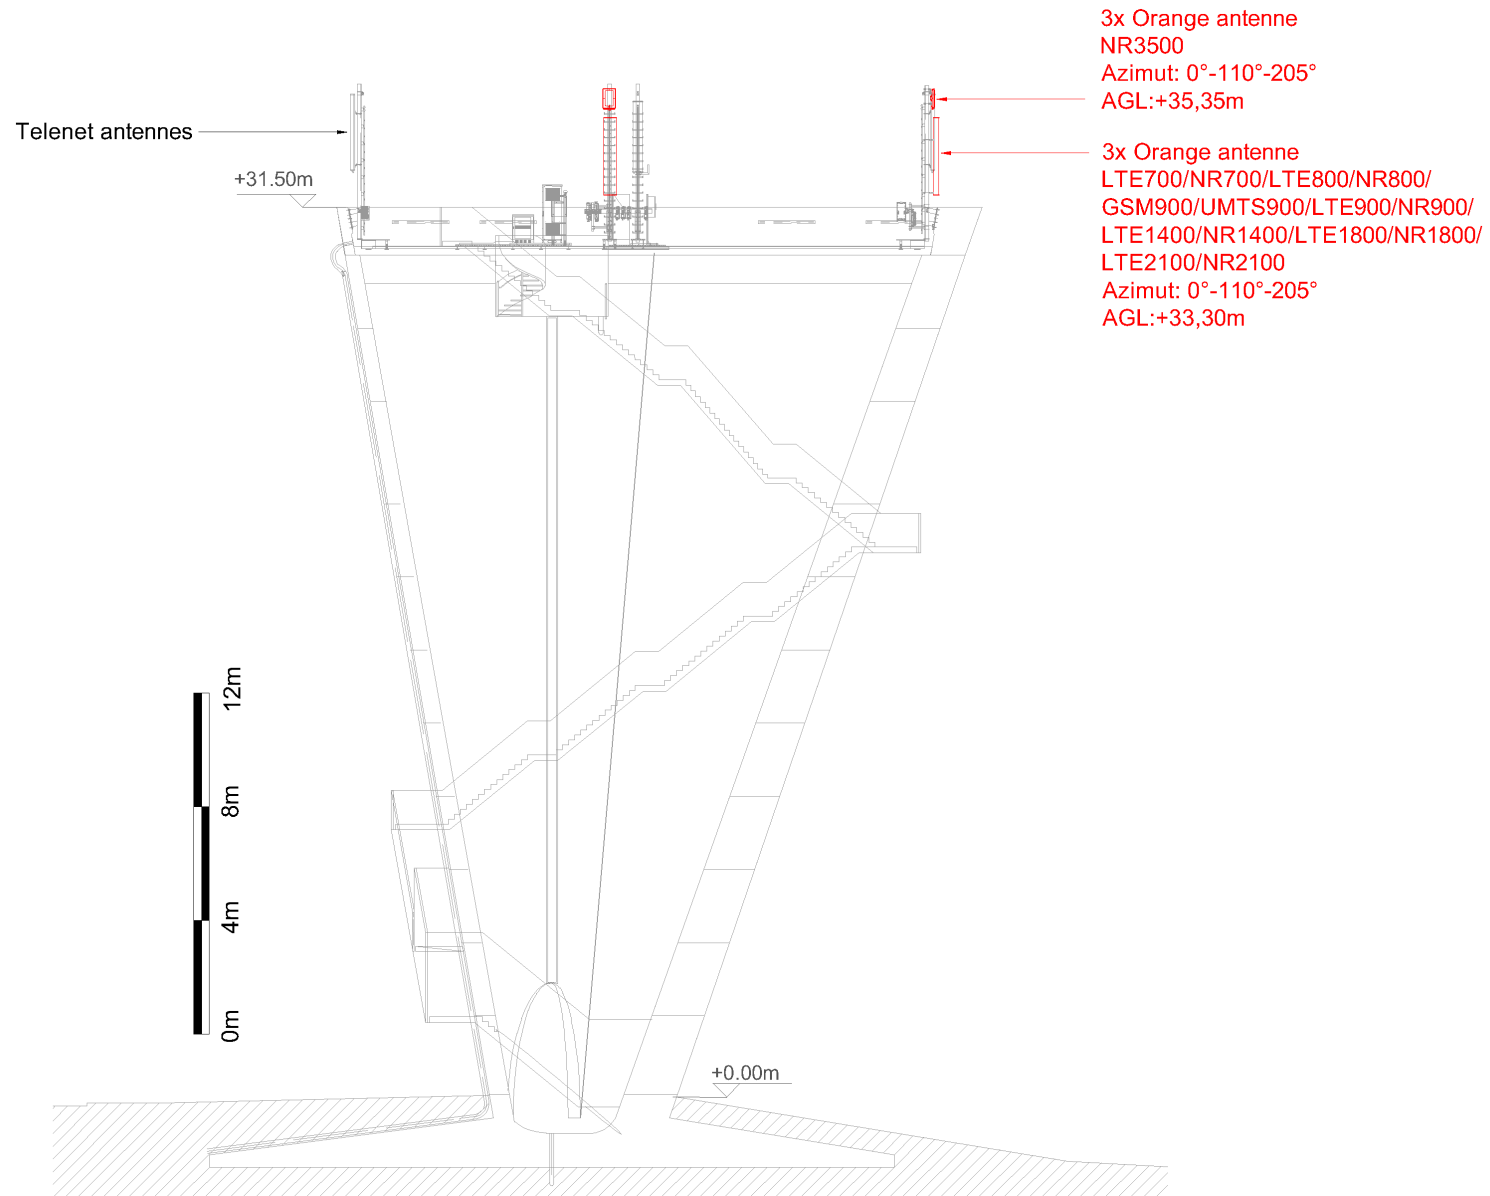 3x Orange antenne
NR3500
Azimut: 0°-110°-205°
AGL:+35,35m
Telenet antennes
3x Orange antenne
LTE700/NR700/LTE800/NR800/
GSM900/UMTS900/LTE900/NR900/
LTE1400/NR1400/LTE1800/NR1800/
LTE2100/NR2100
Azimut: 0°-110°-205°
AGL:+33,30m
+31.50m
12m
8m
4m
0m
+0.00m